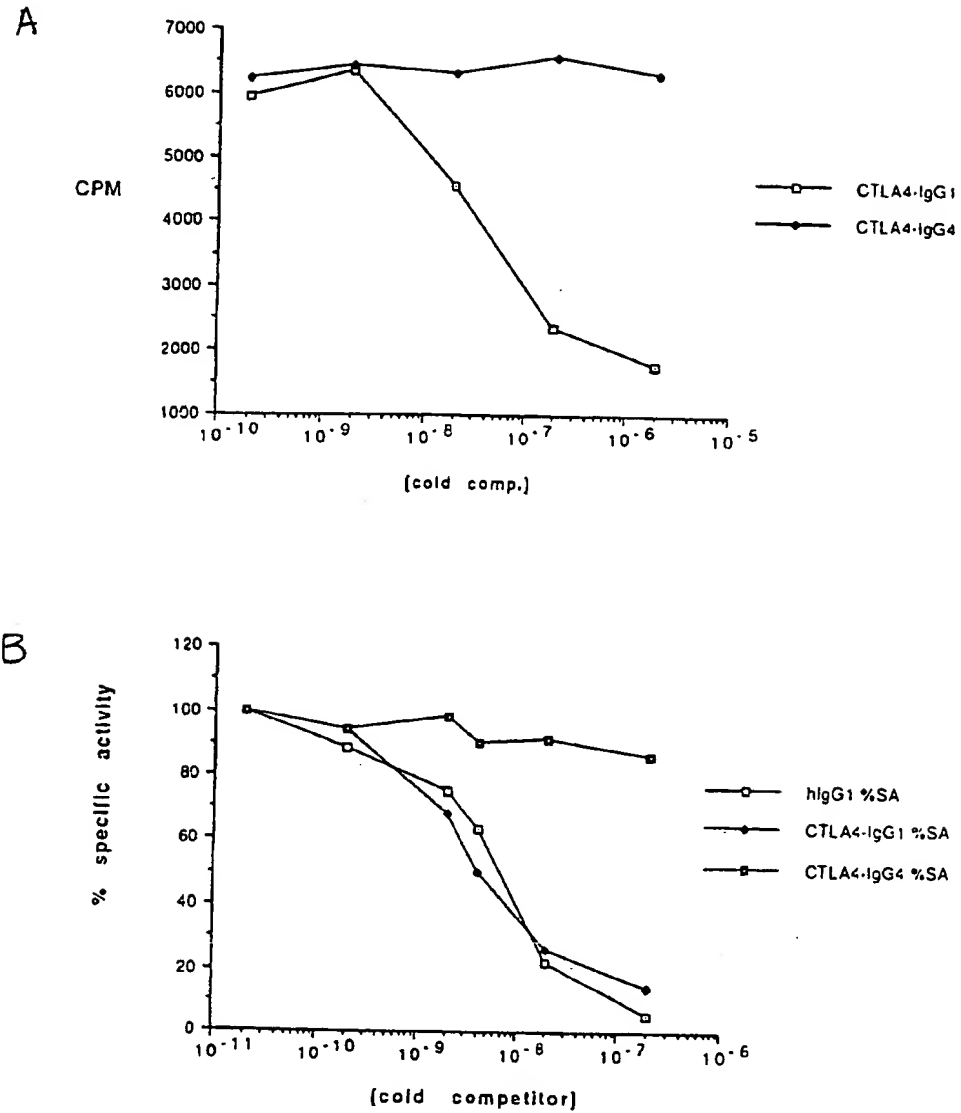 A
7000
6000
5000
4000
3000
2000
1000
CPM
10-10 10-9 10-8 10-7 10-6 10-5
[cold comp.]
CTLA4-IgG1
CTLA4-IgG4
B
120
100
80
60
40
20
0
% specific activity
10-11 10-10 10-9 10-8 10-7 10-6
[cold competitor]
hIgG1 %SA
CTLA4-IgG1 %SA
CTLA4-IgG4 %SA